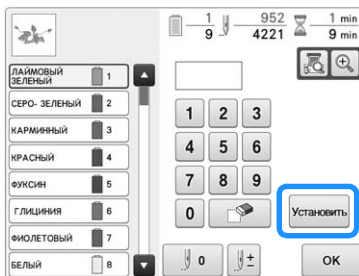 1
9
952
4221
1 min
9 min
ЛАЙМОВЫЙ
ЗЕЛЕНЫЙ
1
СЕРО- ЗЕЛЕНЫЙ
2
КАРМИННЫЙ
3
КРАСНЫЙ
4
ФУКСИН
5
ГЛИЦИНИЯ
6
ФИОЛЕТОВЫЙ
7
БЕЛЫЙ
8
1 2 3
4 5 6
7 8 9
0
Установить
0
±
OK